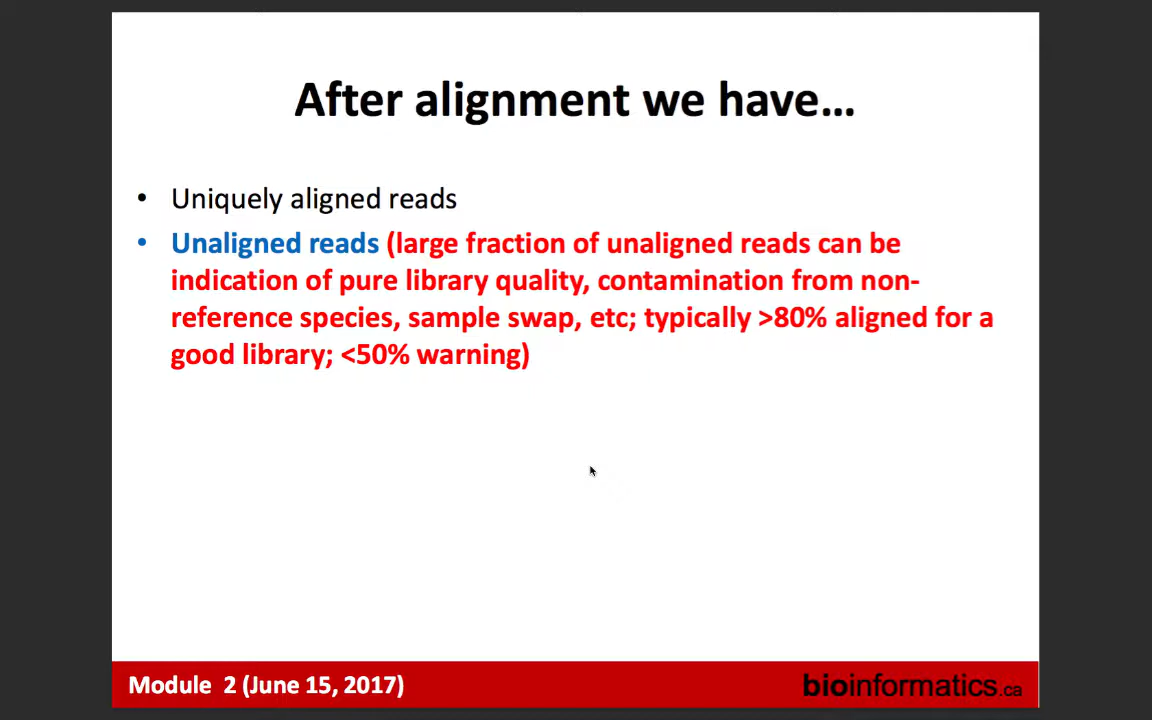 After alignment we have…
• Uniquely aligned reads
• Unaligned reads (large fraction of unaligned reads can be
indication of pure library quality, contamination from non-
reference species, sample swap, etc; typically >80% aligned for a
good library; <50% warning)
Module 2 (June 15, 2017)
bioinformatics.ca